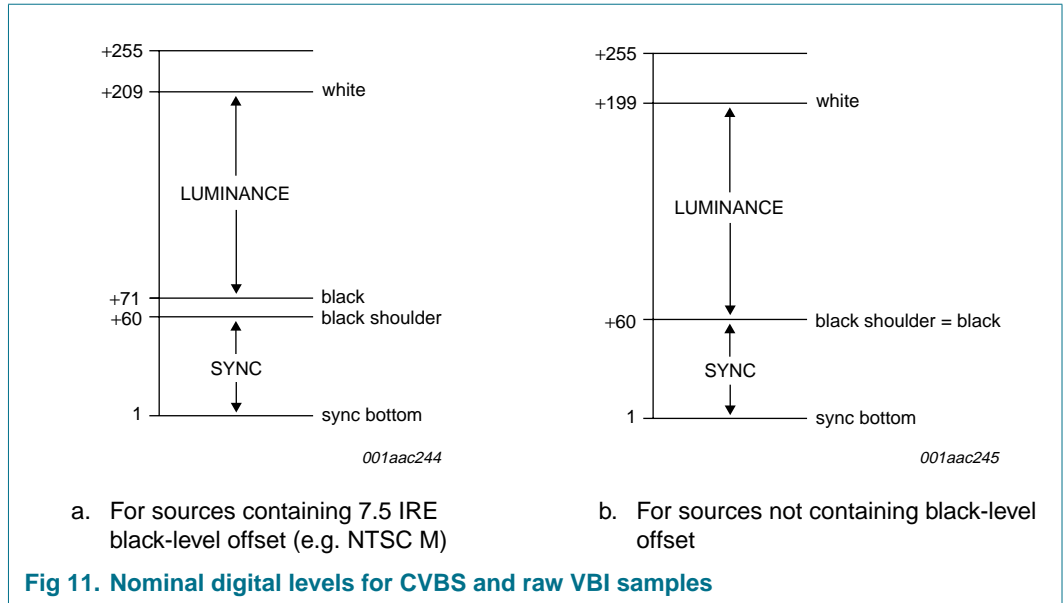 +255
+209
white
LUMINANCE
+71
black
+60
black shoulder
SYNC
1
sync bottom
001aac244
a. For sources containing 7.5 IRE
black-level offset (e.g. NTSC M)
+255
+199
white
LUMINANCE
+60
black shoulder = black
SYNC
1
sync bottom
001aac245
b. For sources not containing black-level
offset
Fig 11. Nominal digital levels for CVBS and raw VBI samples